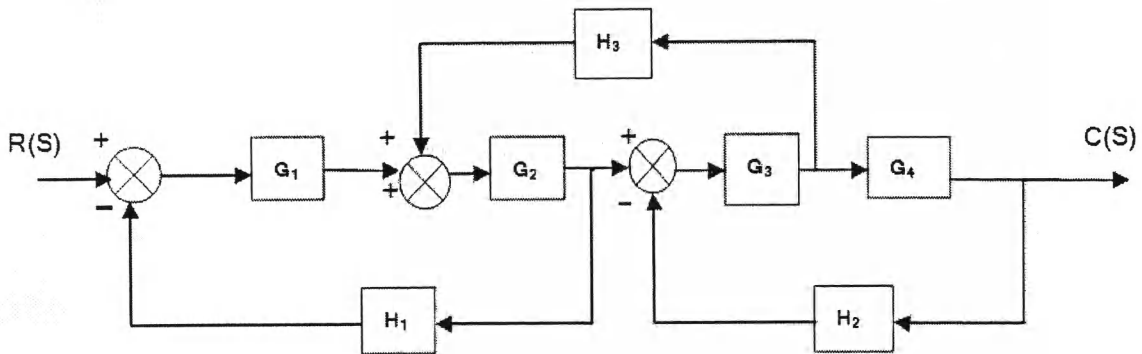 H₃
R(S)
+
−
G₁
+
+
G₂
+
−
G₃
G₄
C(S)
H₁
H₂